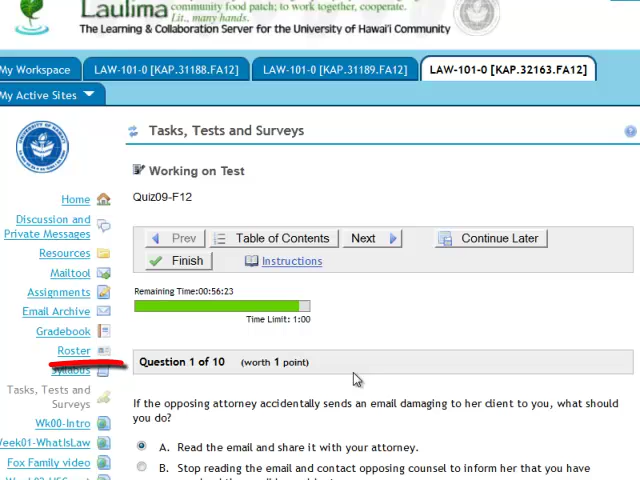 Laulima
community food patch; to work together, cooperate.
Lit., many hands.
The Learning & Collaboration Server for the University of Hawai'i Community
My Workspace
LAW-101-0 [KAP.31188.FA12]
LAW-101-0 [KAP.31189.FA12]
LAW-101-0 [KAP.32163.FA12]
My Active Sites
Tasks, Tests and Surveys
Home
Discussion and
Private Messages
Resources
Mailtool
Assignments
Email Archive
Gradebook
Roster
Syllabus
Tasks, Tests and
Surveys
Wk00-Intro
Week01-WhatIsLaw
Fox Family video
Working on Test
Quiz09-F12
Prev
Table of Contents
Next
Continue Later
Finish
Instructions
Remaining Time:00:56:23
Time Limit: 1:00
Question 1 of 10 (worth 1 point)
If the opposing attorney accidentally sends an email damaging to her client to you, what should
you do?
A. Read the email and share it with your attorney.
B. Stop reading the email and contact opposing counsel to inform her that you have